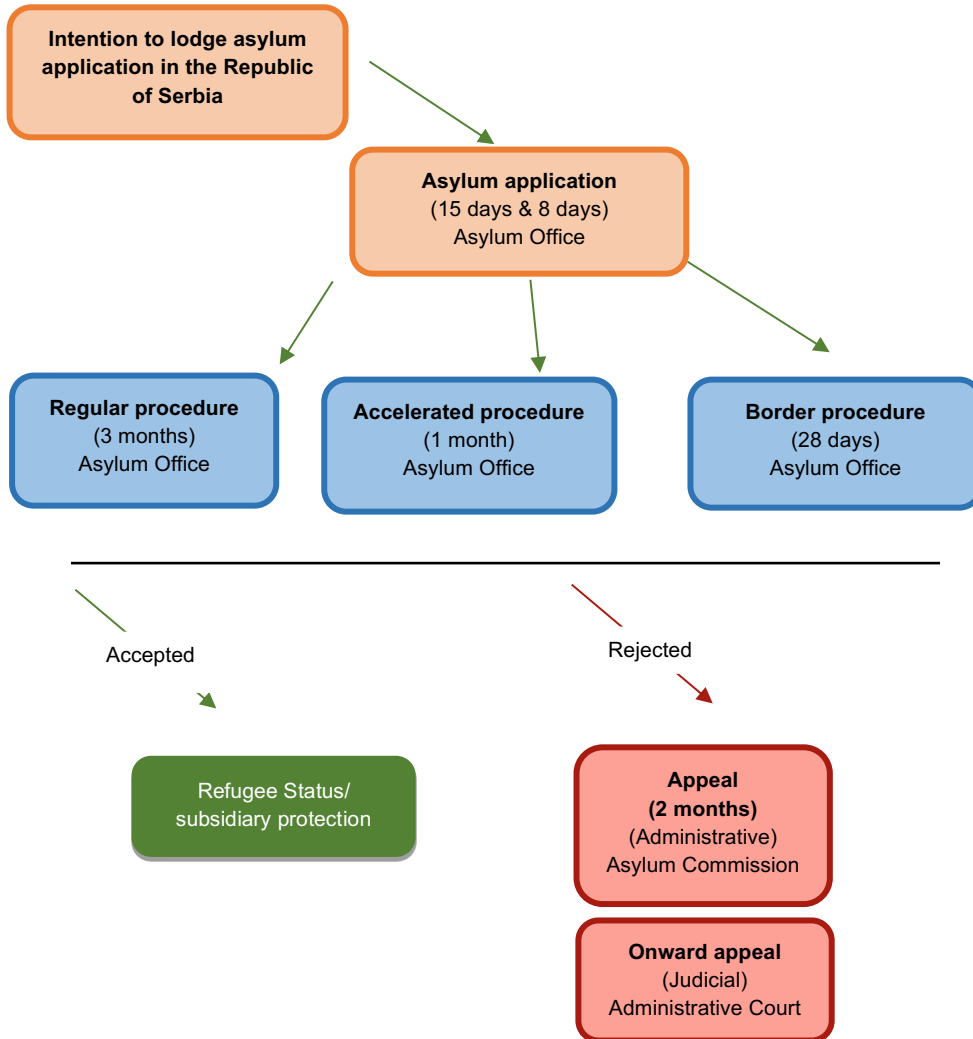 Intention to lodge asylum
application in the Republic
of Serbia
Asylum application
(15 days & 8 days)
Asylum Office
Regular procedure
(3 months)
Asylum Office
Accelerated procedure
(1 month)
Asylum Office
Border procedure
(28 days)
Asylum Office
Accepted
Rejected
Refugee Status/
subsidiary protection
Appeal
(2 months)
(Administrative)
Asylum Commission
Onward appeal
(Judicial)
Administrative Court